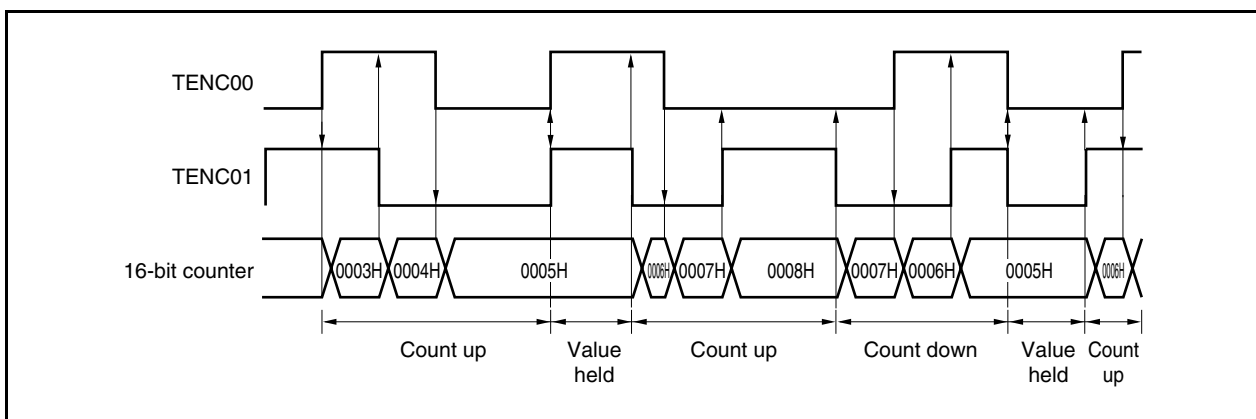 TENC00
TENC01
16-bit counter
0003H 0004H 0005H 0006H 0007H 0008H 0007H 0006H 0005H 0006H
Count up Value held Count up Count down Value held Count up